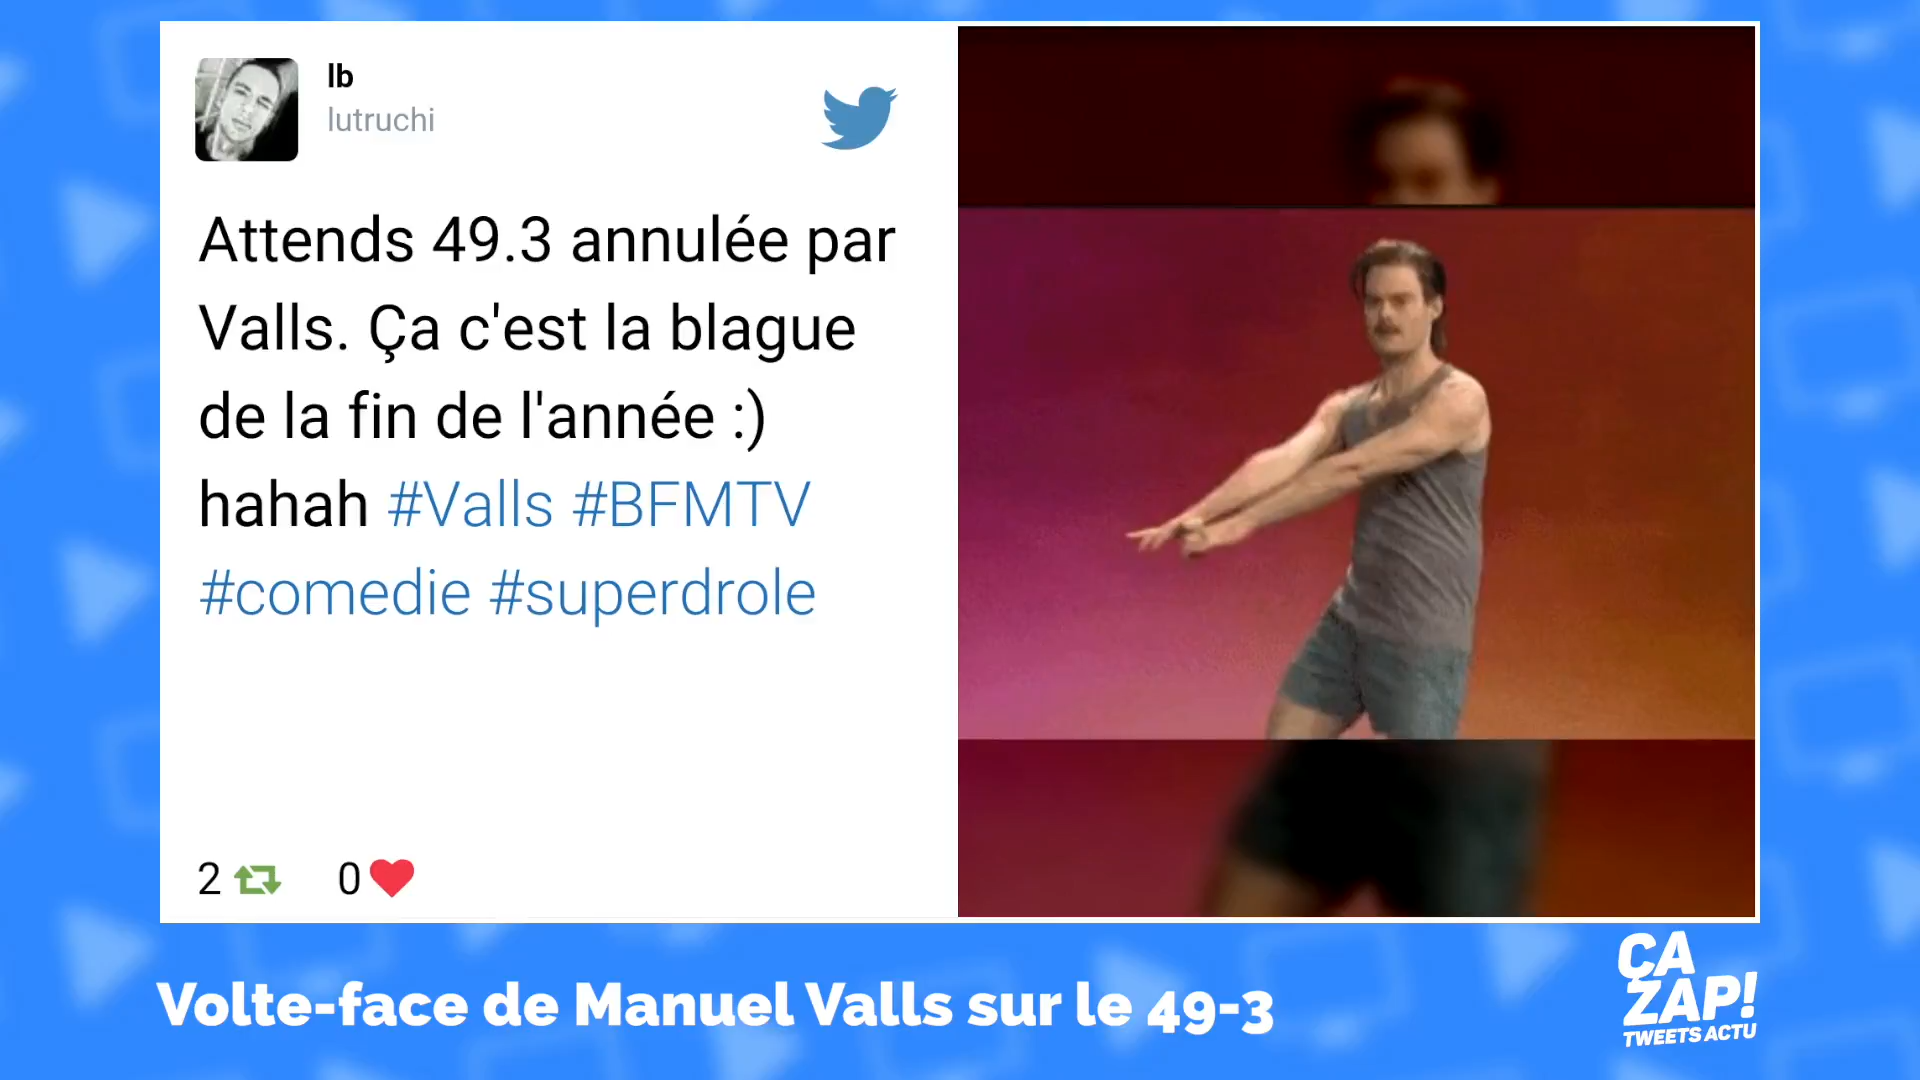 lb
lutruchi
Attends 49.3 annulée par
Valls. Ça c'est la blague
de la fin de l'année :)
hahah #Valls #BFMTV
#comedie #superdrole
2 0
Volte-face de Manuel Valls sur le 49-3
ÇA
ZAP!
TWEETS ACTU